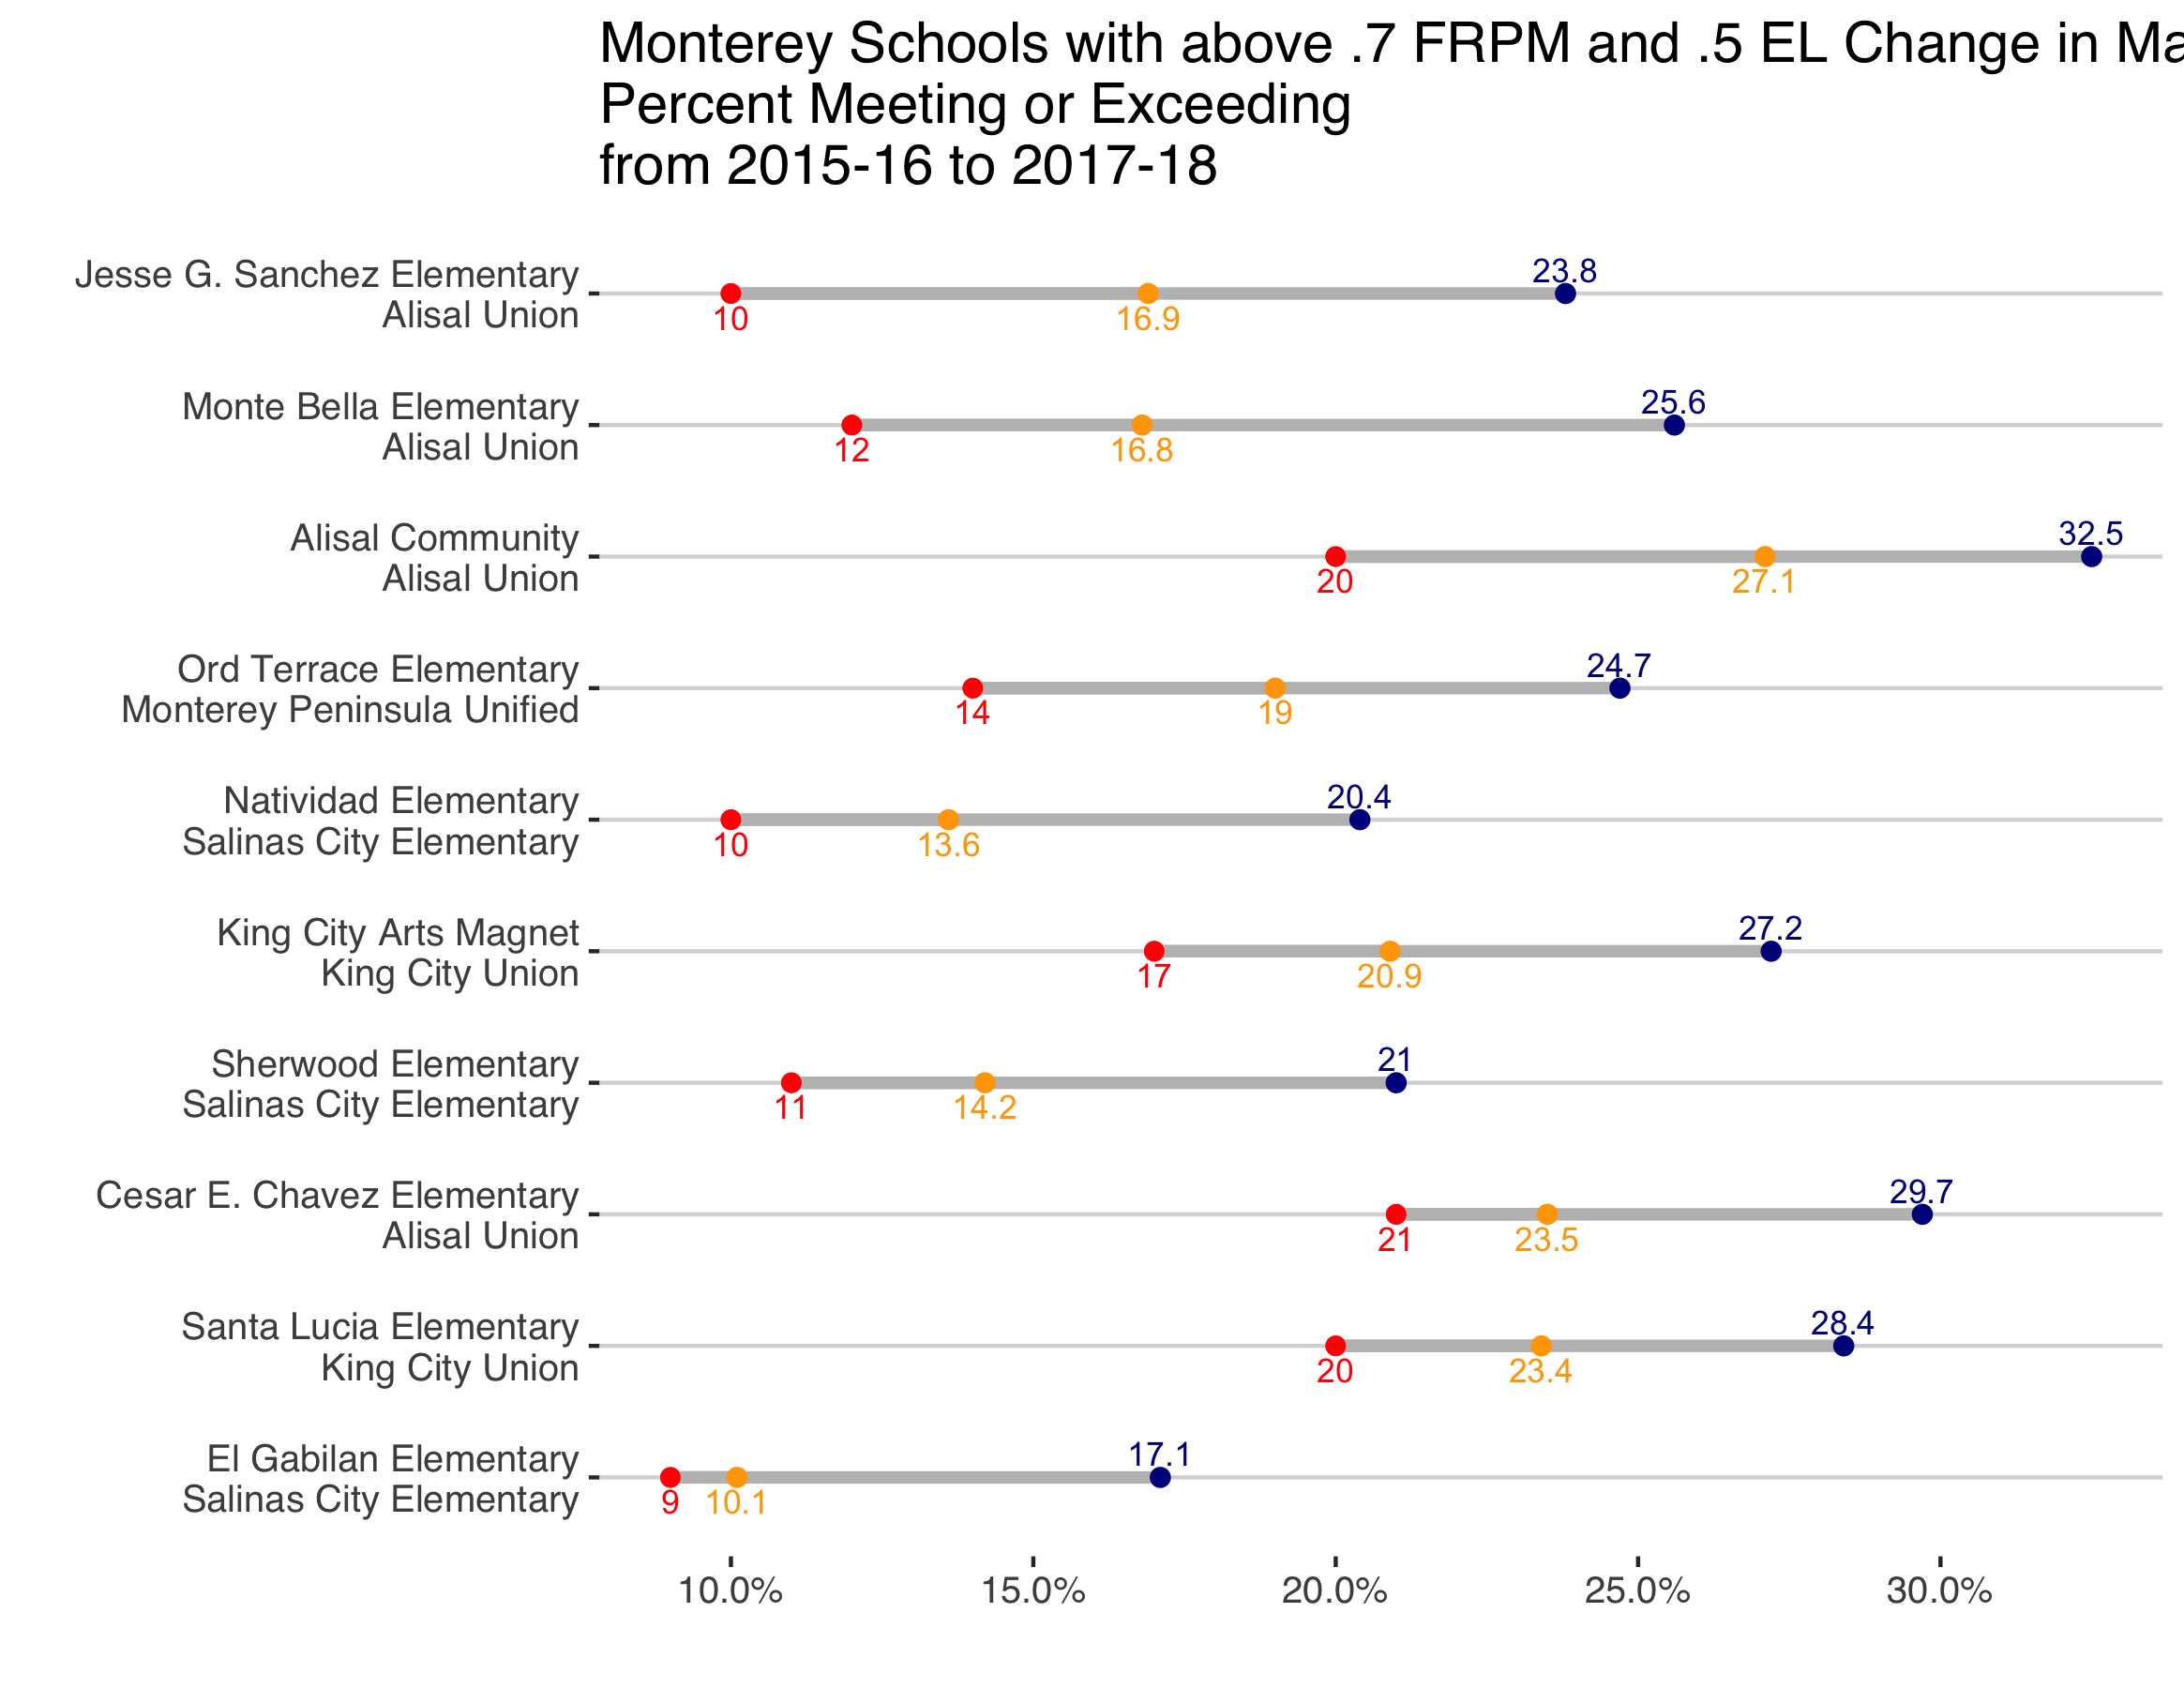 Monterey Schools with above .7 FRPM and .5 EL Change in Ma
Percent Meeting or Exceeding
from 2015-16 to 2017-18
Jesse G. Sanchez Elementary
Alisal Union
10
16.9
23.8
Monte Bella Elementary
Alisal Union
12
16.8
25.6
Alisal Community
Alisal Union
20
27.1
32.5
Ord Terrace Elementary
Monterey Peninsula Unified
14
19
24.7
Natividad Elementary
Salinas City Elementary
10
13.6
20.4
King City Arts Magnet
King City Union
17
20.9
27.2
Sherwood Elementary
Salinas City Elementary
11
14.2
21
Cesar E. Chavez Elementary
Alisal Union
21
23.5
29.7
Santa Lucia Elementary
King City Union
20
23.4
28.4
El Gabilan Elementary
Salinas City Elementary
9
10.1
17.1
10.0% 15.0% 20.0% 25.0% 30.0%